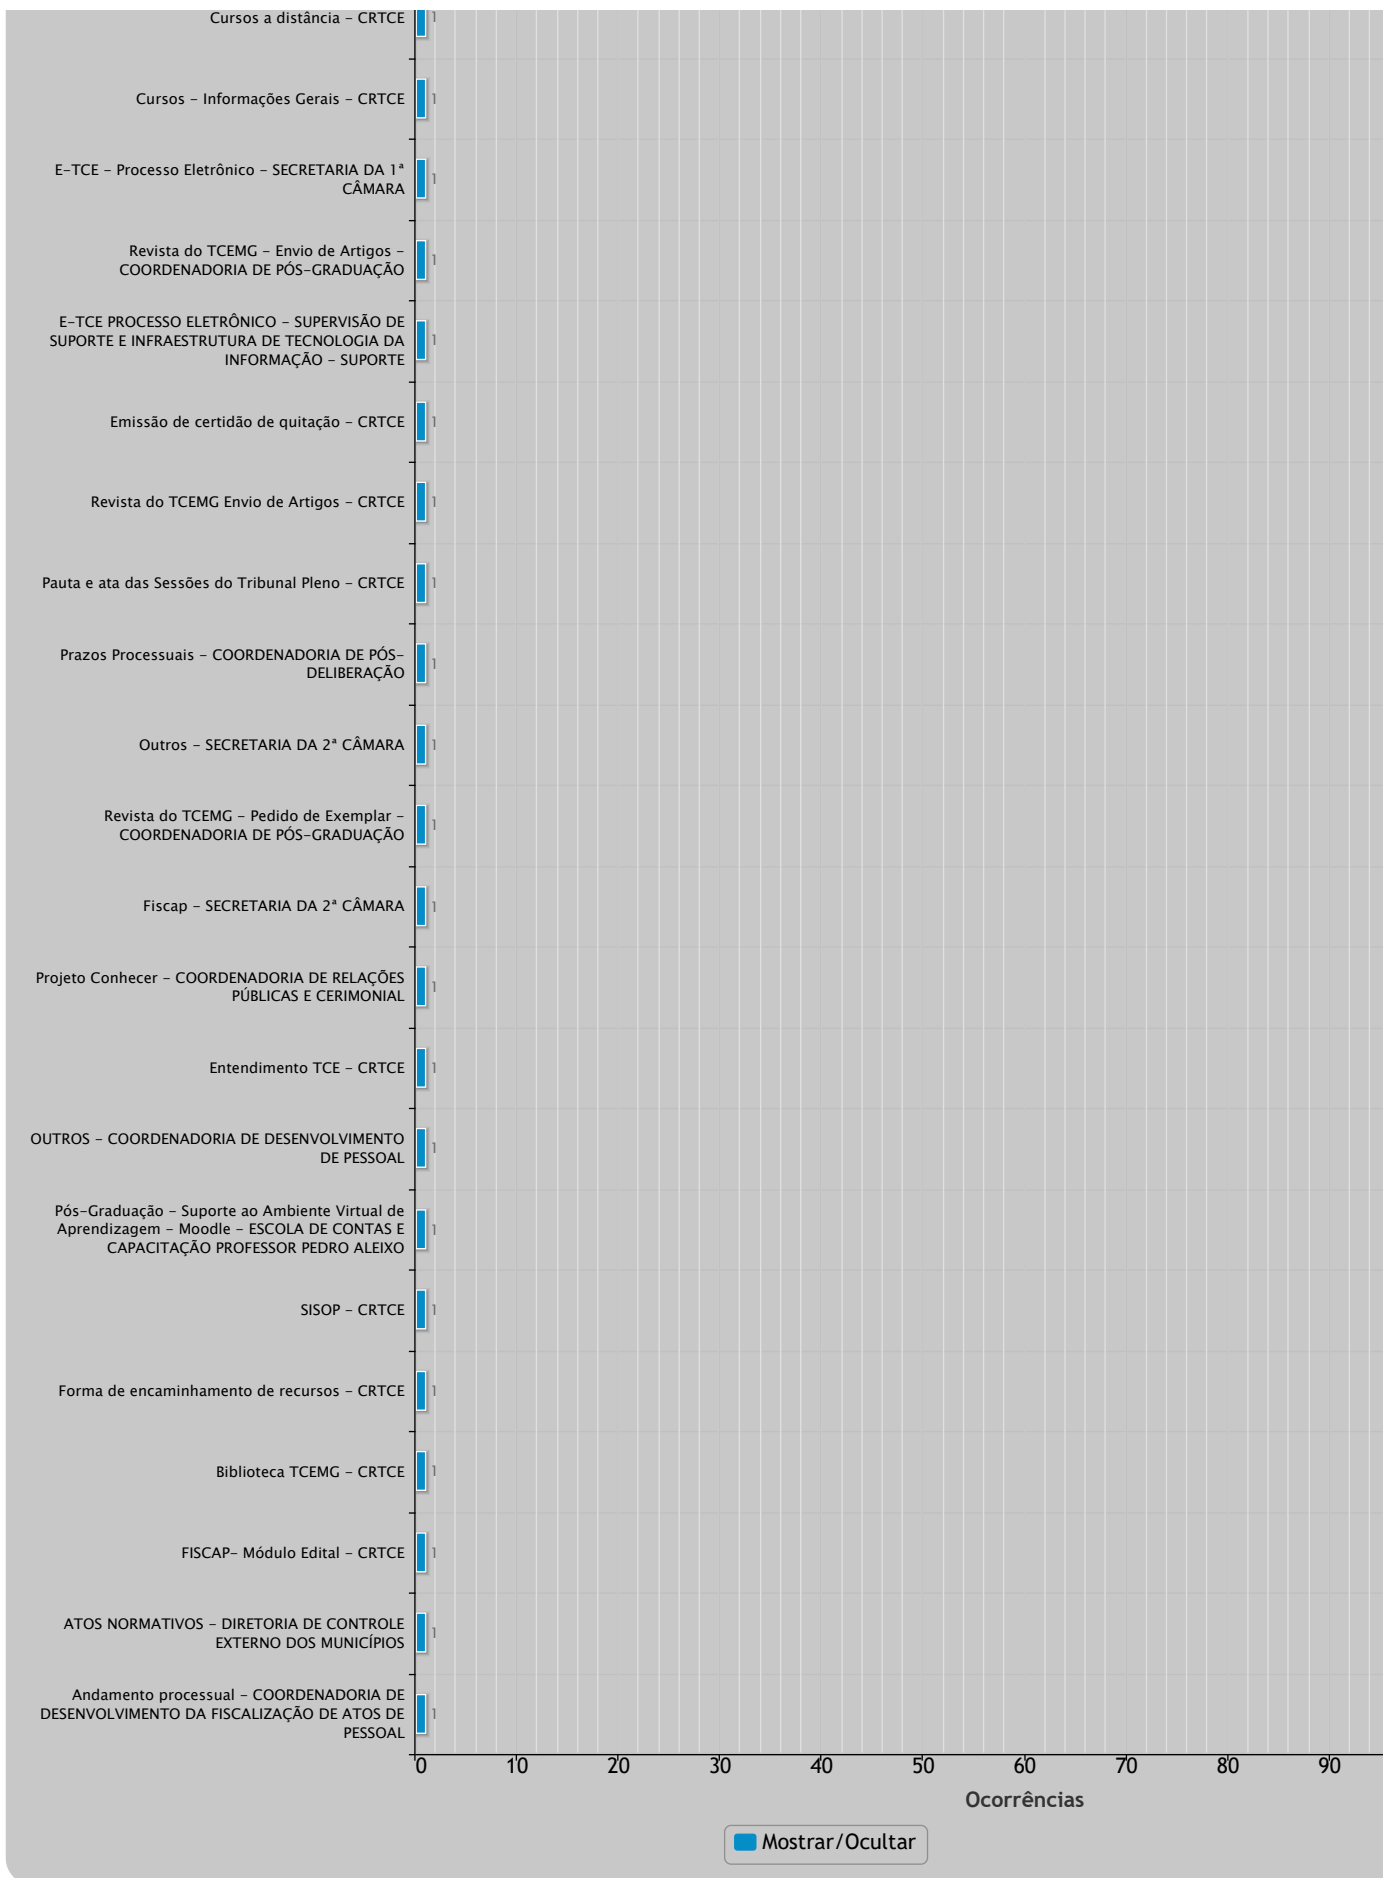 Cursos a distância - CRTCE
1
Cursos - Informações Gerais - CRTCE
1
E-TCE - Processo Eletrônico - SECRETARIA DA 1ª
CÂMARA
1
Revista do TCEMG - Envio de Artigos -
COORDENADORIA DE PÓS-GRADUAÇÃO
1
E-TCE PROCESSO ELETRÔNICO - SUPERVISÃO DE
SUPORTE E INFRAESTRUTURA DE TECNOLOGIA DA
INFORMAÇÃO - SUPORTE
1
Emissão de certidão de quitação - CRTCE
1
Revista do TCEMG Envio de Artigos - CRTCE
1
Pauta e ata das Sessões do Tribunal Pleno - CRTCE
1
Prazos Processuais - COORDENADORIA DE PÓS-
DELIBERAÇÃO
1
Outros - SECRETARIA DA 2ª CÂMARA
1
Revista do TCEMG - Pedido de Exemplar -
COORDENADORIA DE PÓS-GRADUAÇÃO
1
Fiscap - SECRETARIA DA 2ª CÂMARA
1
Projeto Conhecer - COORDENADORIA DE RELAÇÕES
PÚBLICAS E CERIMONIAL
1
Entendimento TCE - CRTCE
1
OUTROS - COORDENADORIA DE DESENVOLVIMENTO
DE PESSOAL
1
Pós-Graduação - Suporte ao Ambiente Virtual de
Aprendizagem - Moodle - ESCOLA DE CONTAS E
CAPACITAÇÃO PROFESSOR PEDRO ALEIXO
1
SISOP - CRTCE
1
Forma de encaminhamento de recursos - CRTCE
1
Biblioteca TCEMG - CRTCE
1
FISCAP- Módulo Edital - CRTCE
1
ATOS NORMATIVOS - DIRETORIA DE CONTROLE
EXTERNO DOS MUNICÍPIOS
1
Andamento processual - COORDENADORIA DE
DESENVOLVIMENTO DA FISCALIZAÇÃO DE ATOS DE
PESSOAL
1
0 10 20 30 40 50 60 70 80 90
Ocorrências
Mostrar/Ocultar